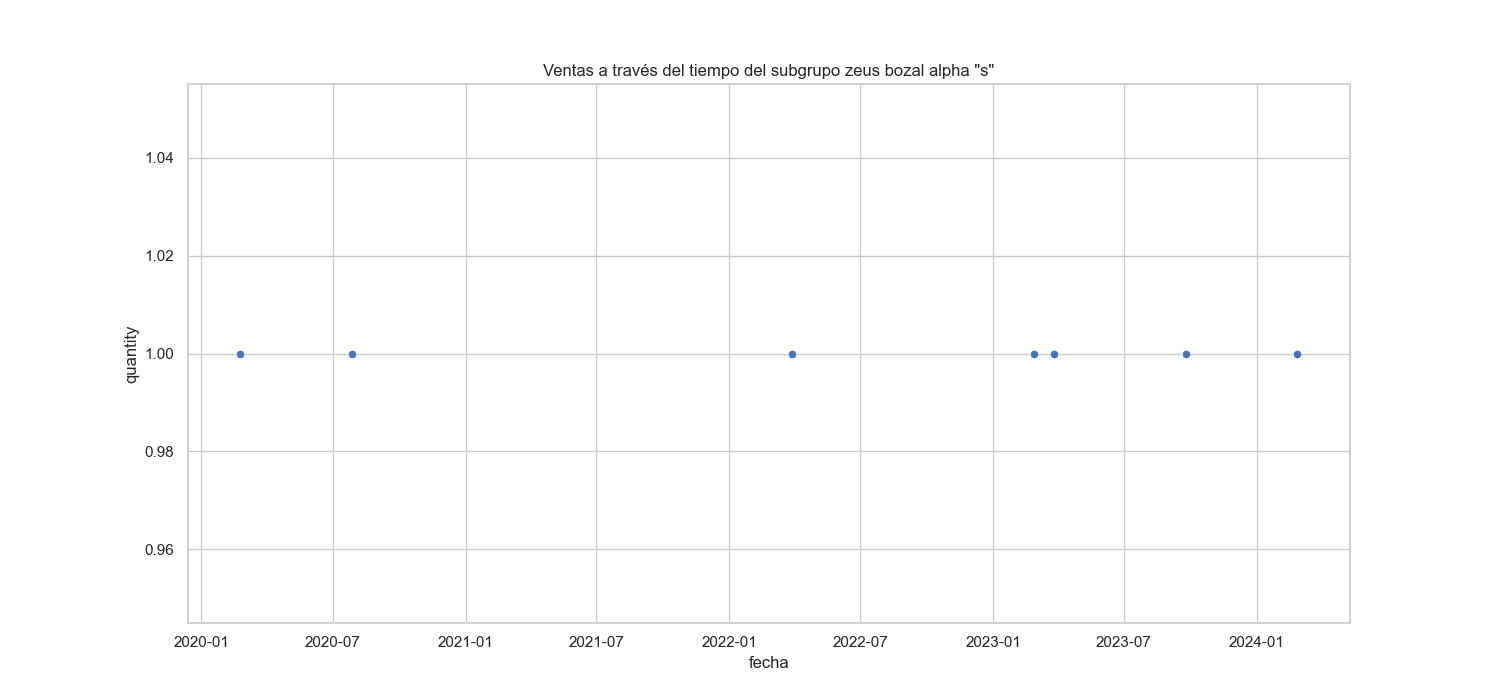 Ventas a través del tiempo del subgrupo zeus bozal alpha "s"
1.04
1.02
1.00
0.98
0.96
quantity
2020-01 2020-07 2021-01 2021-07 2022-01 2022-07 2023-01 2023-07 2024-01
fecha